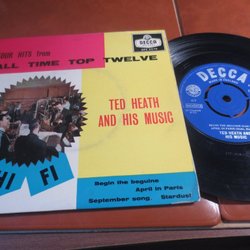 FOUR HITS from
ALL TIME TOP TWELVE
DECCA
TED HEATH
AND HIS MUSIC
HI FI
Begin the beguine
April in Paris
September song. Stardust
DECCA
TED HEATH AND HIS
MUSIC